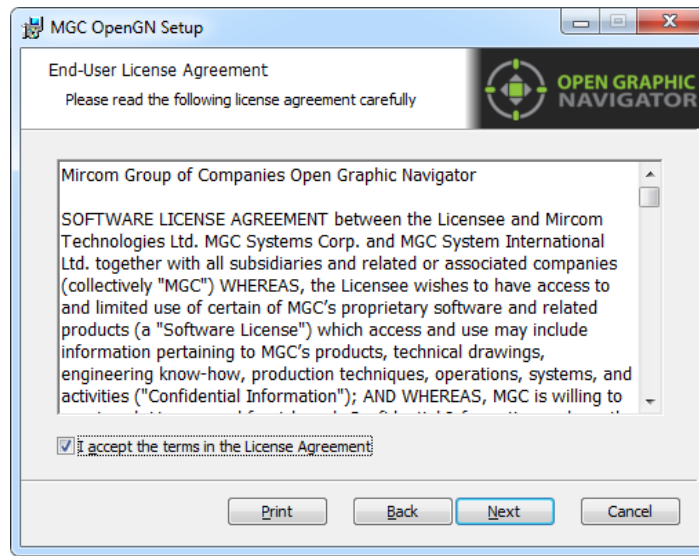 MGC OpenGN Setup
End-User License Agreement
Please read the following license agreement carefully
OPEN GRAPHIC
NAVIGATOR
Mircom Group of Companies Open Graphic Navigator
SOFTWARE LICENSE AGREEMENT between the Licensee and Mircom
Technologies Ltd. MGC Systems Corp. and MGC System International
Ltd. together with all subsidiaries and related or associated companies
(collectively "MGC") WHEREAS, the Licensee wishes to have access to
and limited use of certain of MGC’s proprietary software and related
products (a "Software License") which access and use may include
information pertaining to MGC’s products, technical drawings,
engineering know-how, production techniques, operations, systems, and
activities ("Confidential Information"); AND WHEREAS, MGC is willing to
I accept the terms in the License Agreement
Print
Back
Next
Cancel